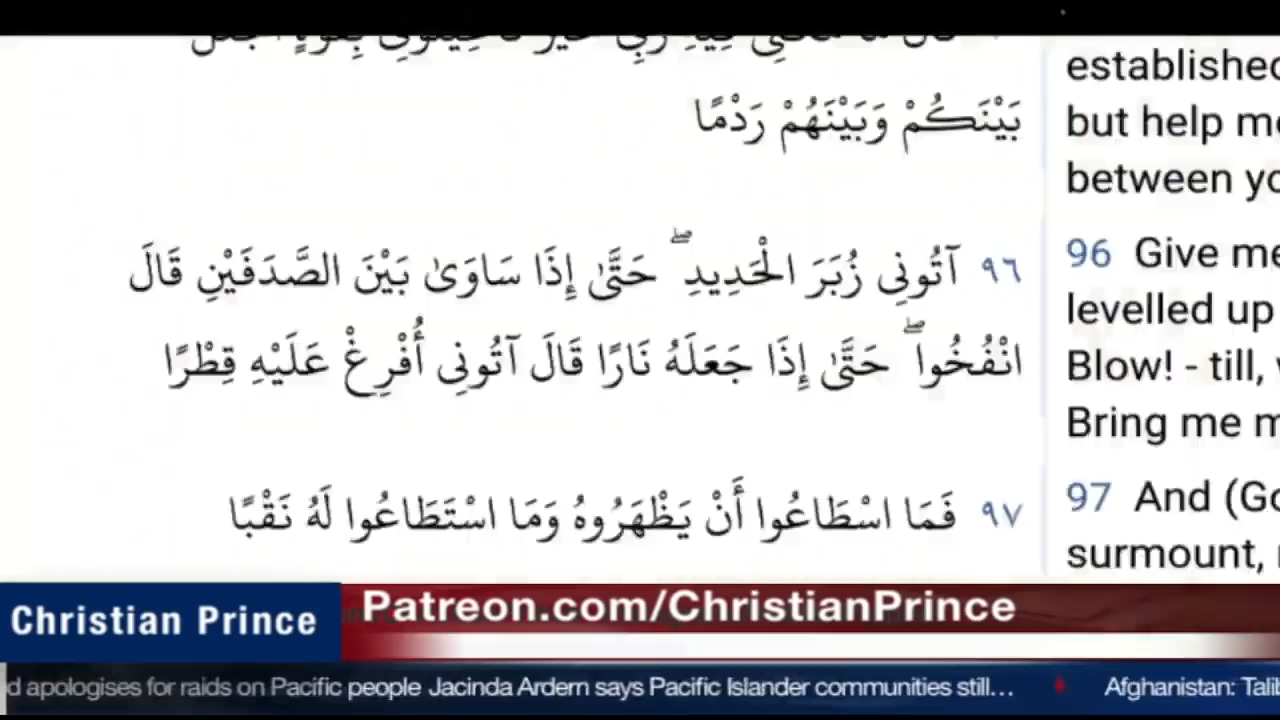 بَيْنَكُمْ وَبَيْنَهُمْ رَدْمًا
٩٦ آتُونِي زُبَرَ الْحَدِيدِ ۖ حَتَّىٰ إِذَا سَاوَىٰ بَيْنَ الصَّدَفَيْنِ قَالَ
انْفُخُوا ۖ حَتَّىٰ إِذَا جَعَلَهُ نَارًا قَالَ آتُونِي أُفْرِغْ عَلَيْهِ قِطْرًا
٩٧ فَمَا اسْطَاعُوا أَنْ يَظْهَرُوهُ وَمَا اسْتَطَاعُوا لَهُ نَقْبًا
established
but help me
between yo
96 Give me
levelled up
Blow! - till,
Bring me m
97 And (Go
surmount,
Christian Prince
Patreon.com/ChristianPrince
d apologises for raids on Pacific people Jacinda Ardern says Pacific Islander communities still... Afghanistan: Talib